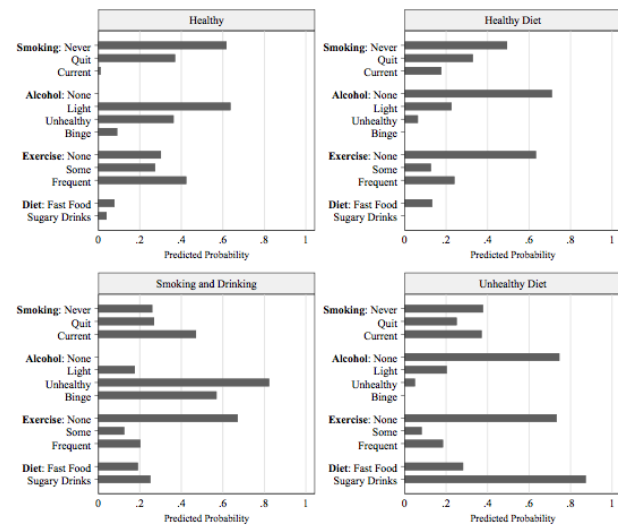 Healthy
Smoking: Never
Quit
Current
Alcohol: None
Light
Unhealthy
Binge
Exercise: None
Some
Frequent
Diet: Fast Food
Sugary Drinks
0 .2 .4 .6 .8 1
Predicted Probability
Healthy Diet
Smoking: Never
Quit
Current
Alcohol: None
Light
Unhealthy
Binge
Exercise: None
Some
Frequent
Diet: Fast Food
Sugary Drinks
0 .2 .4 .6 .8 1
Predicted Probability
Smoking and Drinking
Smoking: Never
Quit
Current
Alcohol: None
Light
Unhealthy
Binge
Exercise: None
Some
Frequent
Diet: Fast Food
Sugary Drinks
0 .2 .4 .6 .8 1
Predicted Probability
Unhealthy Diet
Smoking: Never
Quit
Current
Alcohol: None
Light
Unhealthy
Binge
Exercise: None
Some
Frequent
Diet: Fast Food
Sugary Drinks
0 .2 .4 .6 .8 1
Predicted Probability